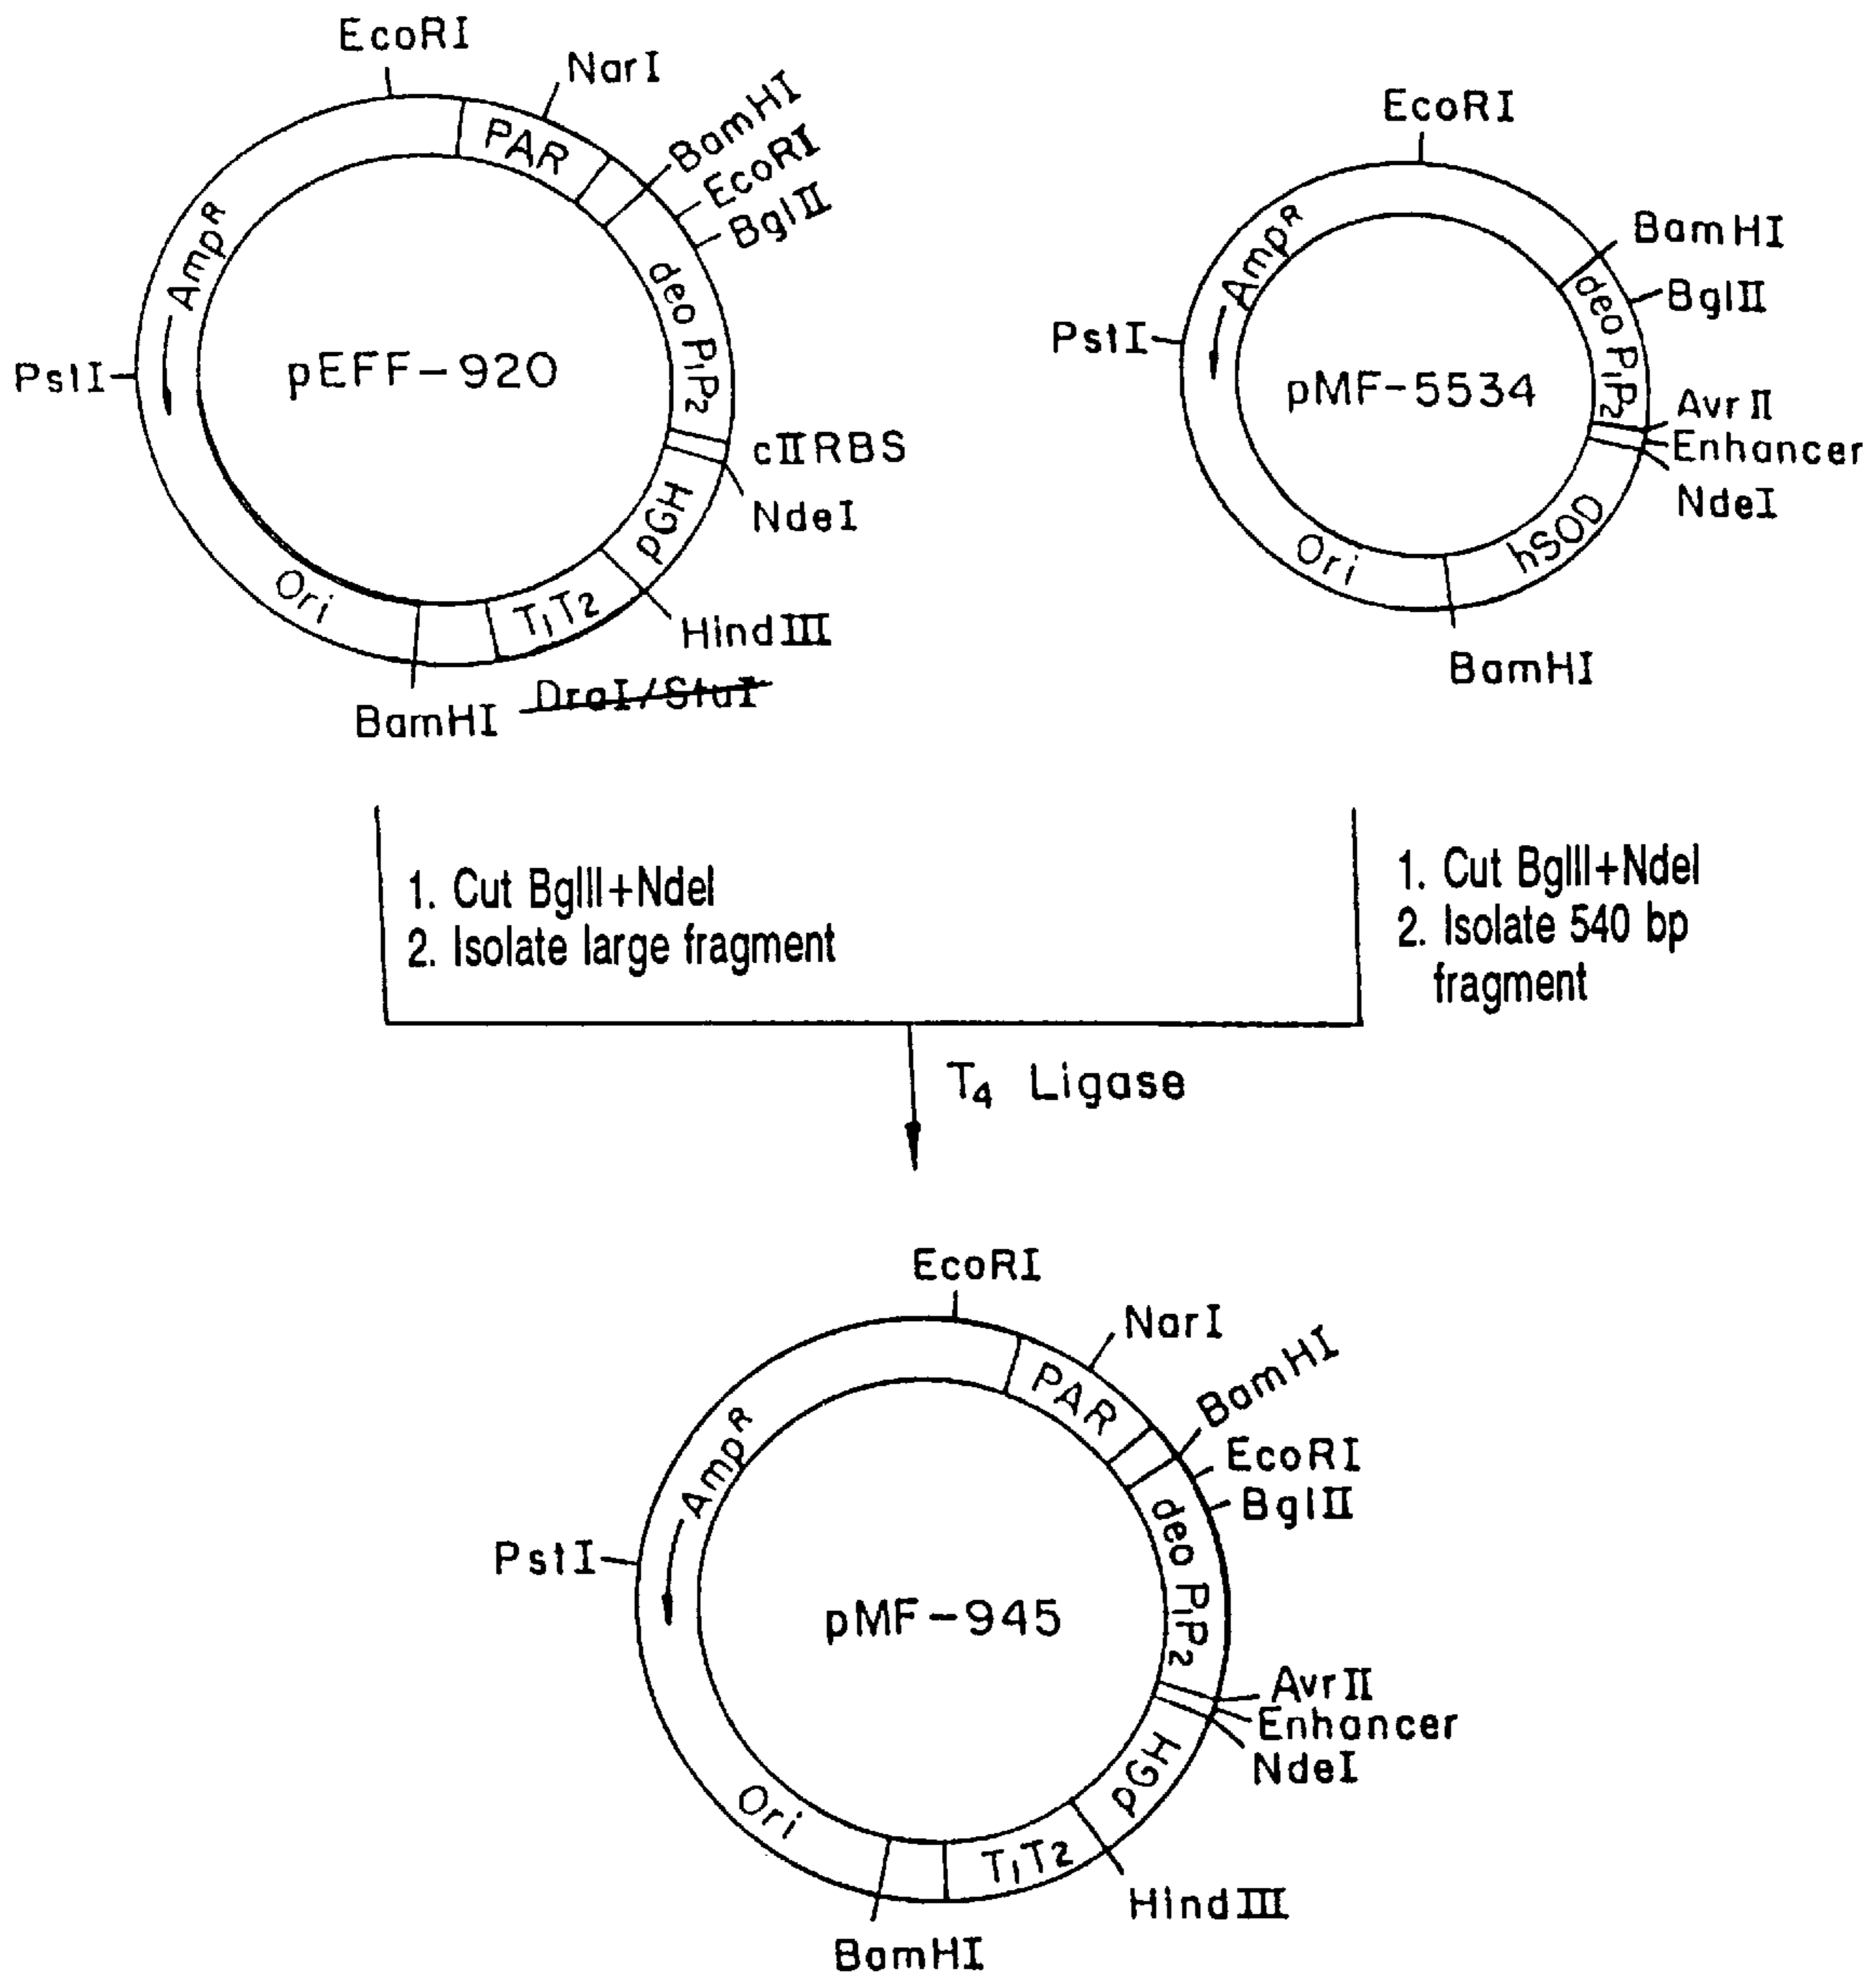 EcoRI
NarI
BamHI
EcoRI
BglII
PAR
Amp^R
deo P1P2
PstI
pEFF-920
cIIRBS
NdeI
pGH
Ori
T1T2
HindIII
BamHI
DraI/StuI
EcoRI
BamHI
BglII
Amp^R
deo P1P2
PstI
pMF-5534
AvrII
Enhancer
NdeI
hSOD
Ori
BamHI
1. Cut BglII+NdeI
2. Isolate large fragment
1. Cut BglII+NdeI
2. Isolate 540 bp
fragment
T4 Ligase
EcoRI
NarI
BamHI
EcoRI
BglII
PAR
Amp^R
deo P1P2
PstI
pMF-945
AvrII
Enhancer
NdeI
pGH
Ori
T1T2
HindIII
BamHI